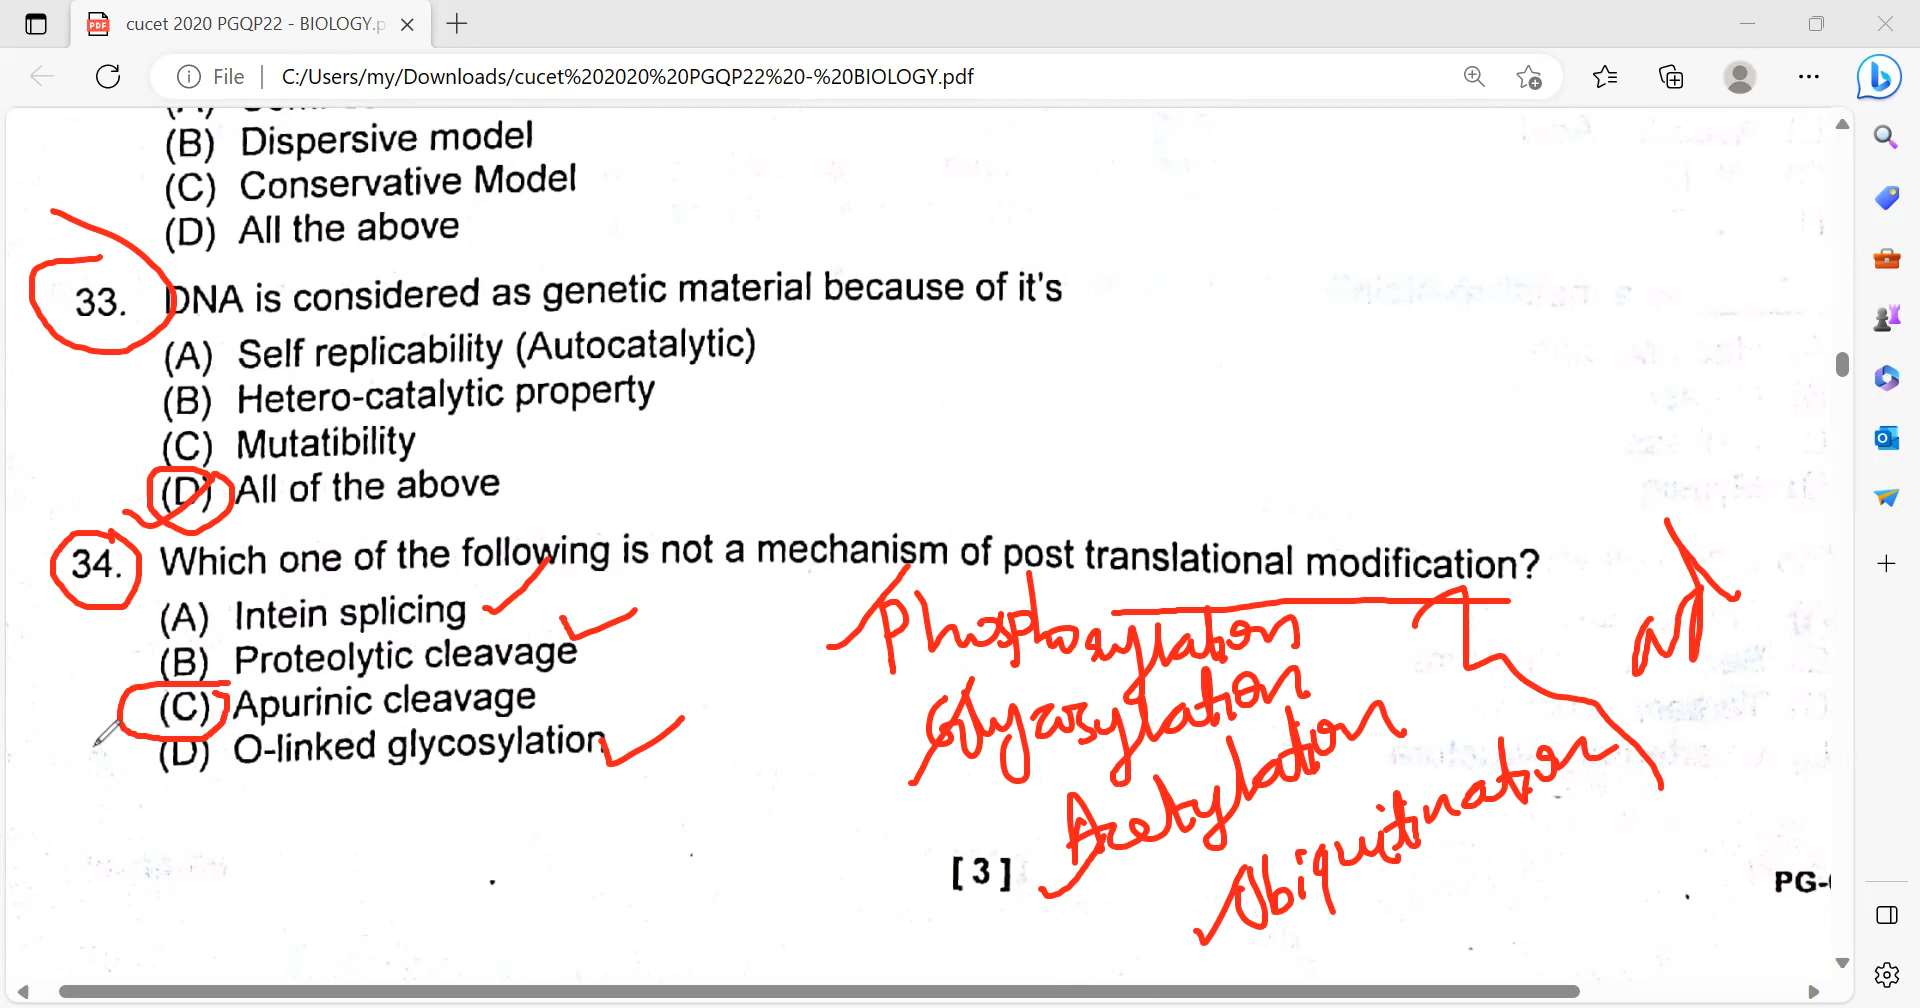 cucet 2020 PGQP22 - BIOLOGY.p
File
C:/Users/my/Downloads/cucet%202020%20PGQP22%20-%20BIOLOGY.pdf
(B) Dispersive model
(C) Conservative Model
(D) All the above
33. DNA is considered as genetic material because of it's
(A) Self replicability (Autocatalytic)
(B) Hetero-catalytic property
(C) Mutatibility
(D) All of the above
34. Which one of the following is not a mechanism of post translational modification?
(A) Intein splicing
(B) Proteolytic cleavage
(C) Apurinic cleavage
(D) O-linked glycosylation
Phosphorylation
Glycosylation
Acetylation
Ubiquitination
[ 3 ]
PG-